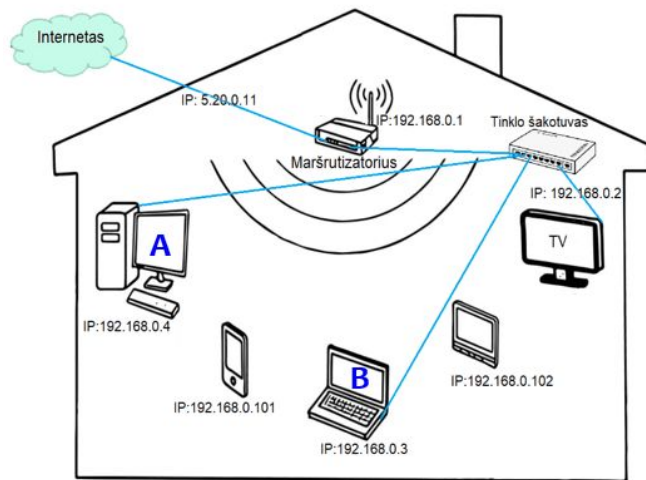 Internetas
IP: 5.20.0.11
IP:192.168.0.1
Maršrutizatorius
Tinklo šakotuvas
IP: 192.168.0.2
TV
A
IP:192.168.0.4
B
IP:192.168.0.102
IP:192.168.0.101
IP:192.168.0.3